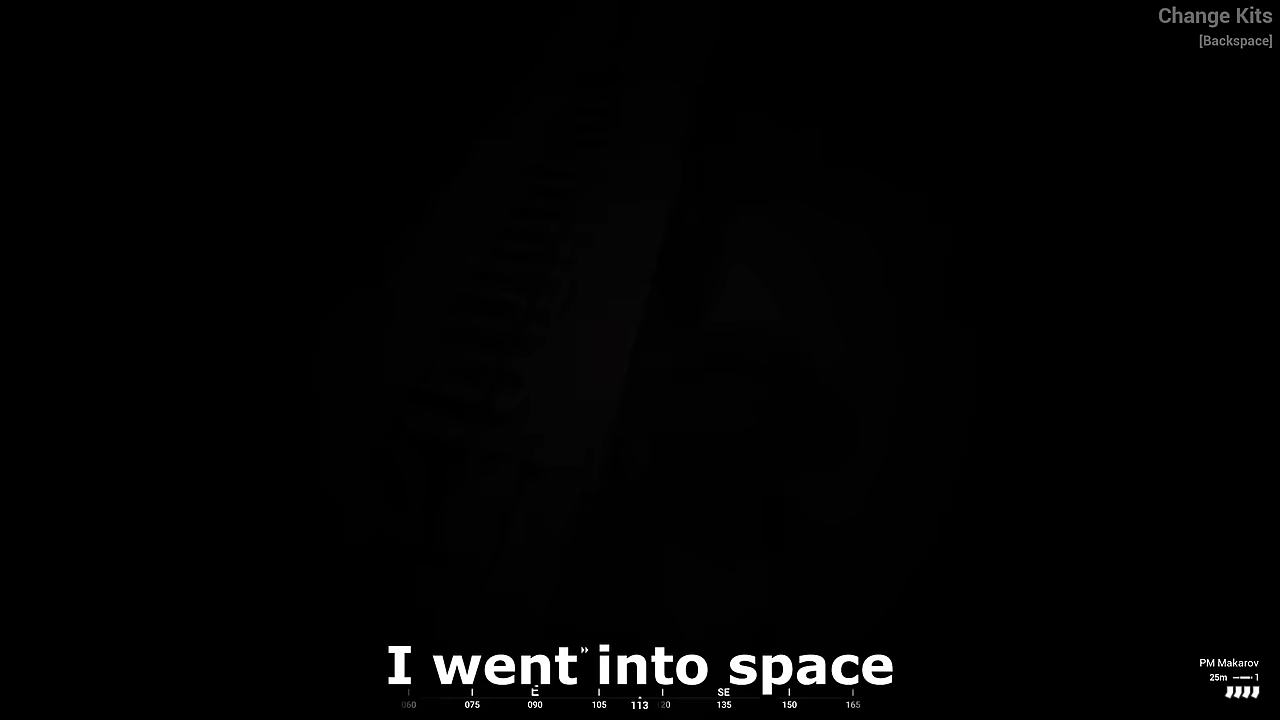 Change Kits
[Backspace]
I went into space
PM Makarov
25m 1
E SE
060 075 090 105 113 120 135 150 165